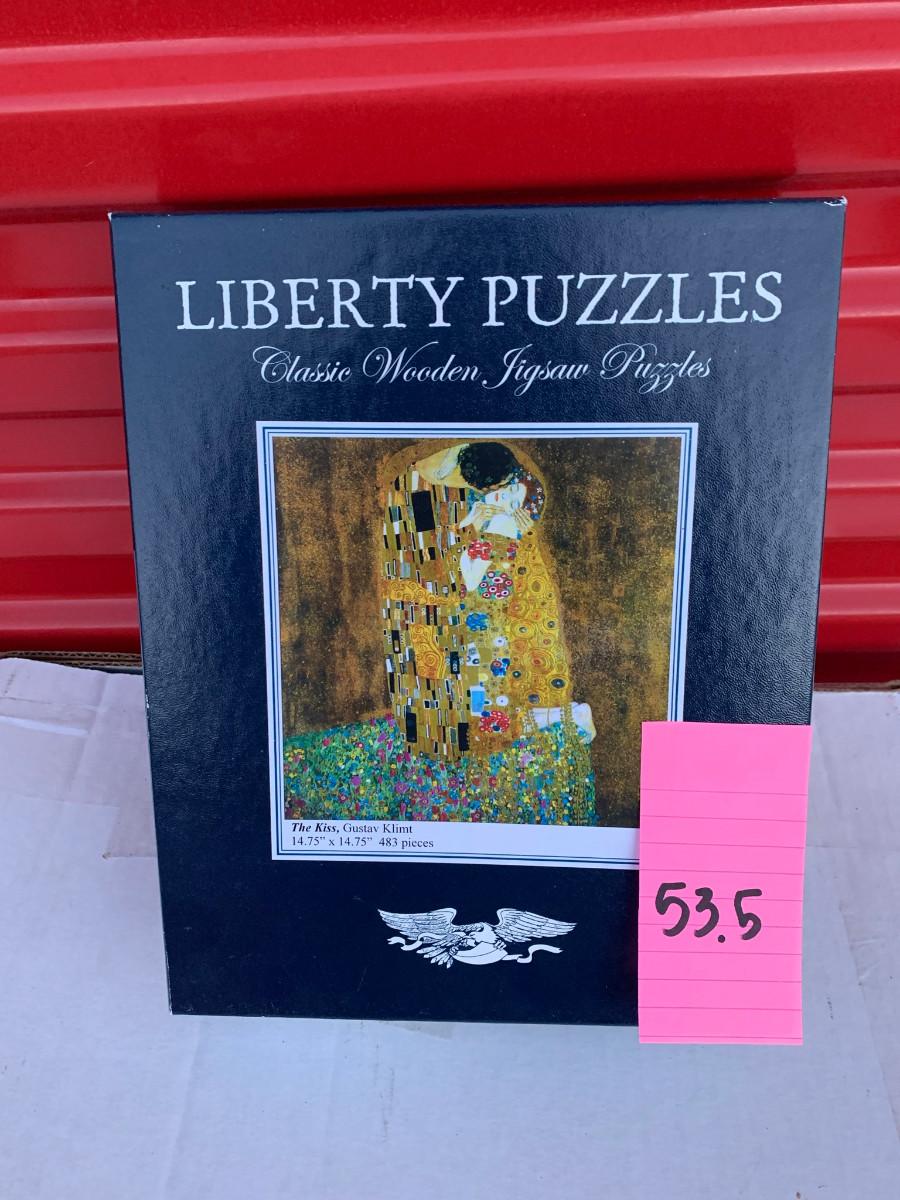 LIBERTY PUZZLES
Classic Wooden Jigsaw Puzzles
The Kiss, Gustav Klimt
14.75” x 14.75” 483 pieces
53.5